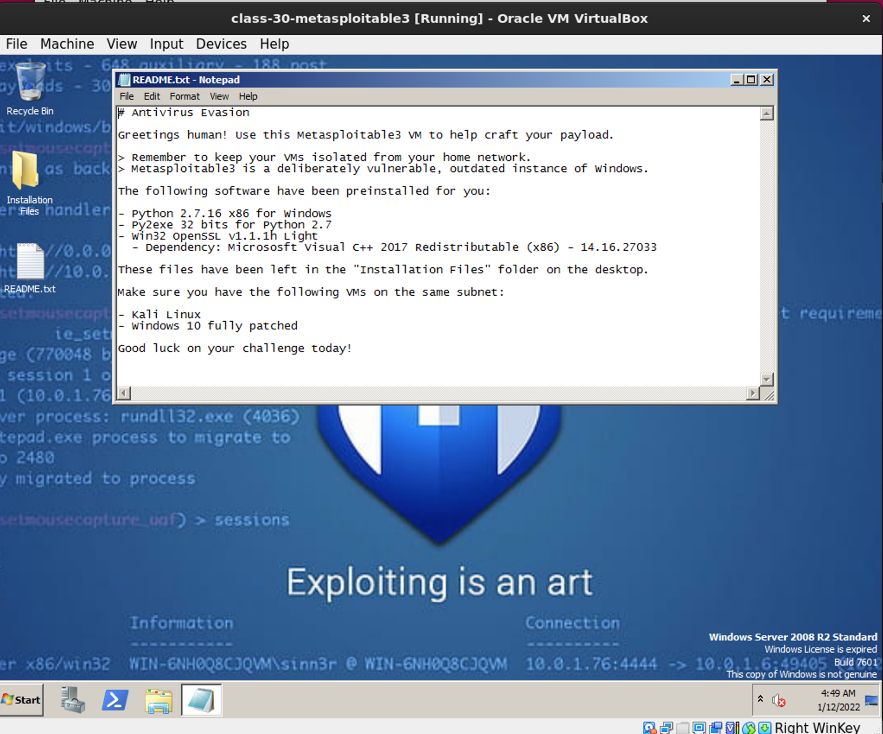 File Machine Help
class-30-metasploitable3 [Running] - Oracle VM VirtualBox
File Machine View Input Devices Help
exploits - 648 auxiliary - 188 post
payloads - 30
Recycle Bin
it/windows/b
setmousecapt
as back
Installation
Files
handler
//0.0.0
//10.0.
README.txt
README.txt - Notepad
File Edit Format View Help
# Antivirus Evasion
Greetings human! Use this Metasploitable3 VM to help craft your payload.
> Remember to keep your VMs isolated from your home network.
> Metasploitable3 is a deliberately vulnerable, outdated instance of Windows.
The following software have been preinstalled for you:
- Python 2.7.16 x86 for Windows
- Py2exe 32 bits for Python 2.7
- Win32 OpenSSL v1.1.1h Light
- Dependency: Micrososft Visual C++ 2017 Redistributable (x86) - 14.16.27033
These files have been left in the "Installation Files" folder on the desktop.
Make sure you have the following VMs on the same subnet:
- Kali Linux
- Windows 10 fully patched
Good luck on your challenge today!
setmousecapt
t requireme
ie_set
ge (770048 b
session 1 o
1 (10.0.1.76
ver process: rundll32.exe (4036)
tepad.exe process to migrate to
o 2480
y migrated to process
setmousecapture_uaf) > sessions
Exploiting is an art
Information Connection
----------- ----------
er x86/win32 WIN-6NH0Q8CJQVM\sinn3r @ WIN-6NH0Q8CJQVM 10.0.1.76:4444 -> 10.0.1.6:49405
Windows Server 2008 R2 Standard
Windows License is expired
Build 7601
This copy of Windows is not genuine
Start
4:49 AM
1/12/2022
Right WinKey